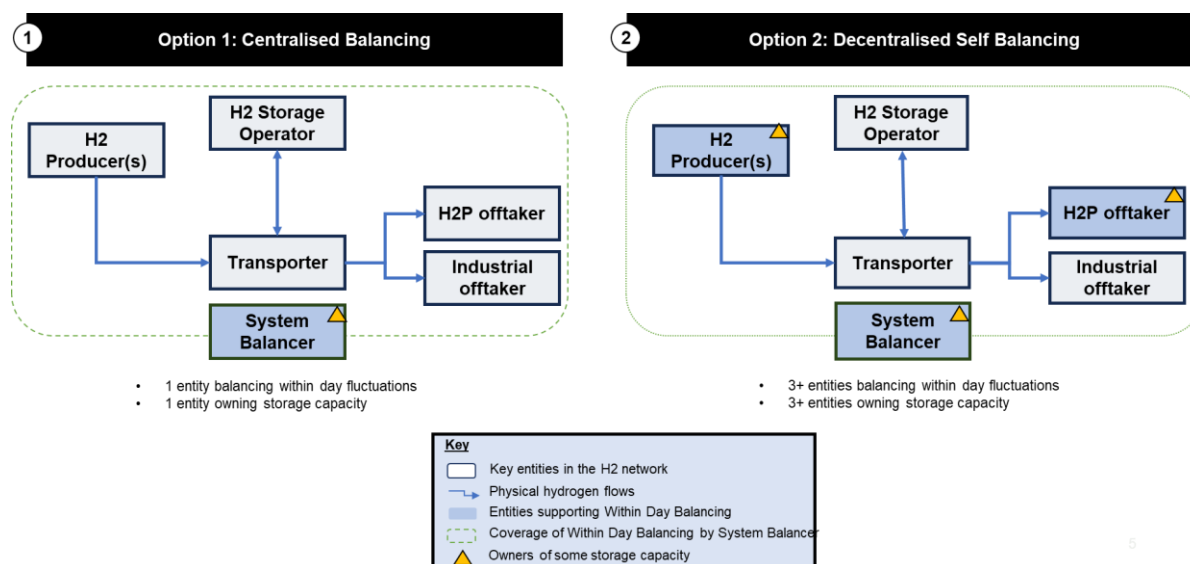 1
Option 1: Centralised Balancing
H2
Producer(s)
H2 Storage
Operator
H2P offtaker
Transporter
Industrial
offtaker
System
Balancer
• 1 entity balancing within day fluctuations
• 1 entity owning storage capacity
2
Option 2: Decentralised Self Balancing
H2
Producer(s)
H2 Storage
Operator
H2P offtaker
Transporter
Industrial
offtaker
System
Balancer
• 3+ entities balancing within day fluctuations
• 3+ entities owning storage capacity
Key
Key entities in the H2 network
Physical hydrogen flows
Entities supporting Within Day Balancing
Coverage of Within Day Balancing by System Balancer
Owners of some storage capacity
5